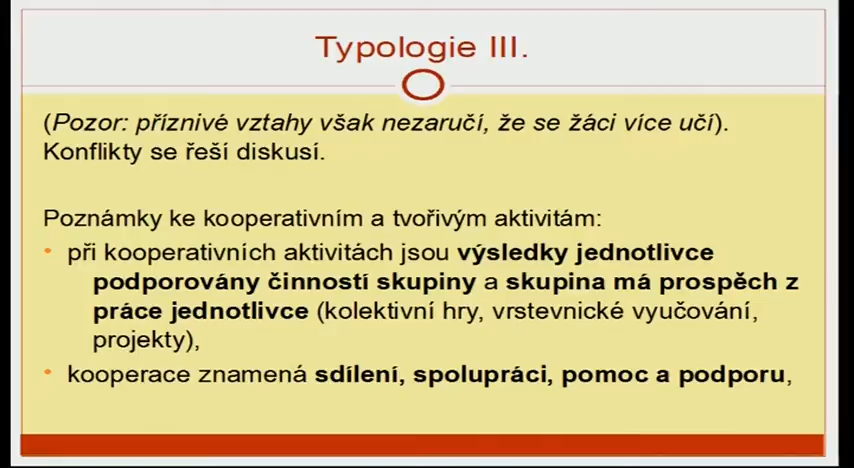 Typologie III.
(Pozor: příznivé vztahy však nezaručí, že se žáci více učí).
Konflikty se řeší diskusí.
Poznámky ke kooperativním a tvořivým aktivitám:
• při kooperativních aktivitách jsou výsledky jednotlivce
podporovány činností skupiny a skupina má prospěch z
práce jednotlivce (kolektivní hry, vrstevnické vyučování,
projekty),
• kooperace znamená sdílení, spolupráci, pomoc a podporu,